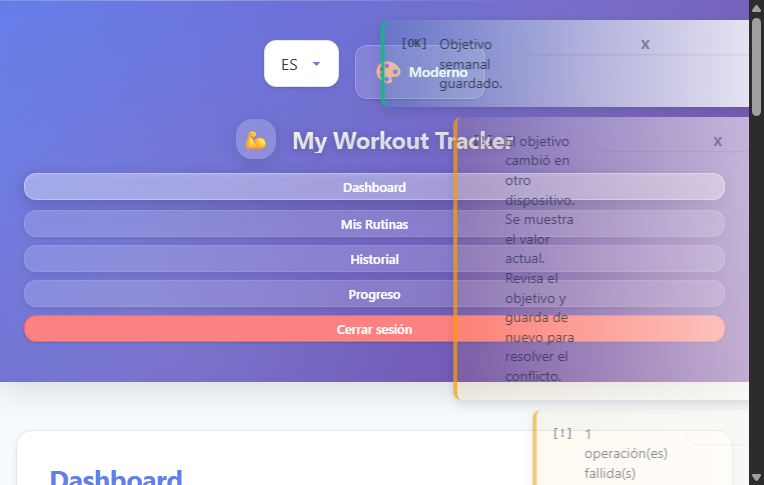 ES
Moderno
[OK] Objetivo
semanal
guardado.
X
My Workout Tracker
El objetivo
cambió en
otro
dispositivo.
Se muestra
el valor
actual.
Revisa el
objetivo y
guarda de
nuevo para
resolver el
conflicto.
X
Dashboard
Mis Rutinas
Historial
Progreso
Cerrar sesión
[!] 1
operación(es)
fallida(s)
Dashboard